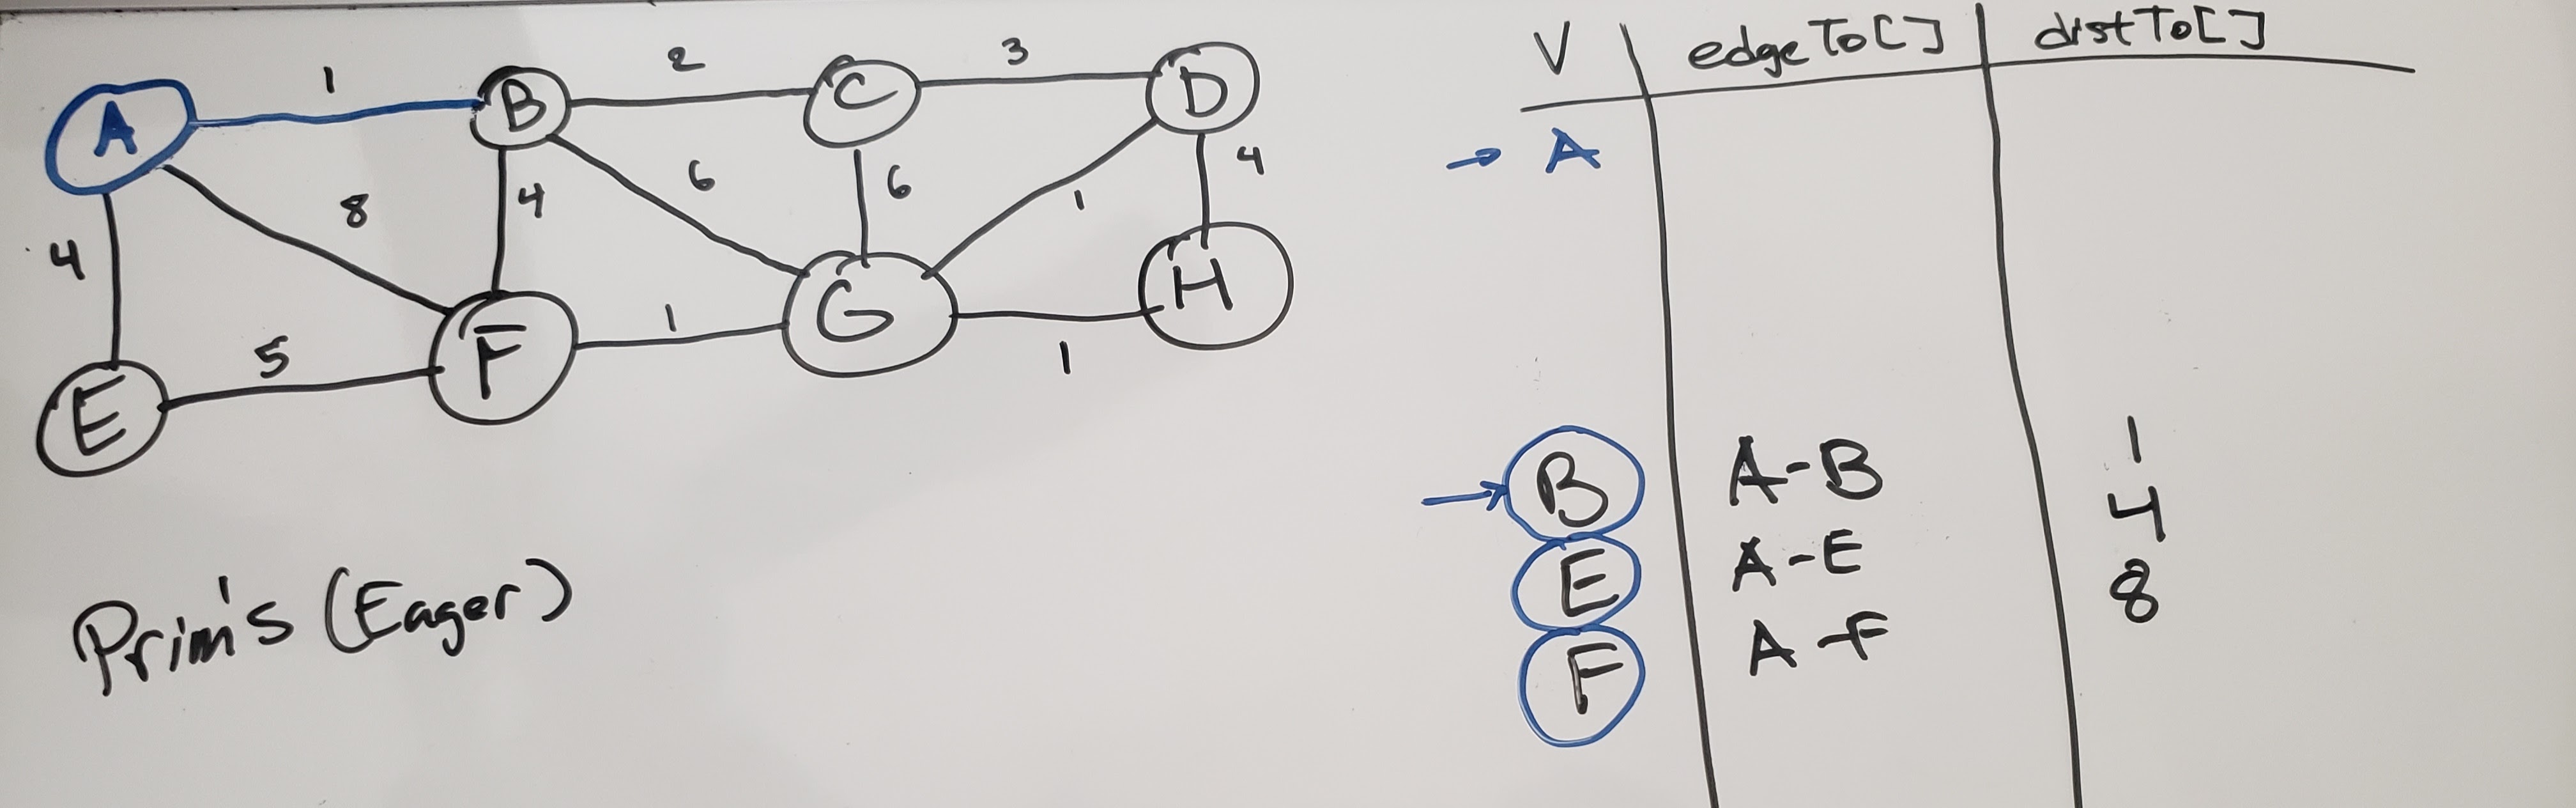 1
2
3
A
B
C
D
8
4
6
6
1
4
4
E
5
F
1
G
1
H
Prim's (Eager)
V edgeTo[] distTo[]
→ A
→ B A-B 1
E A-E 4
F A-F 8